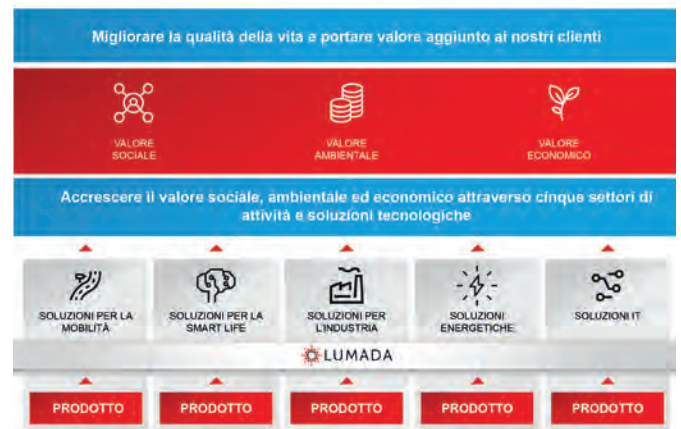 Migliorare la qualità della vita e portare valore aggiunto ai nostri clienti
VALORE
SOCIALE
VALORE
AMBIENTALE
VALORE
ECONOMICO
Accrescere il valore sociale, ambientale ed economico attraverso cinque settori di
attività e soluzioni tecnologiche
SOLUZIONI PER LA
MOBILITÀ
SOLUZIONI PER LA
SMART LIFE
SOLUZIONI PER
L'INDUSTRIA
SOLUZIONI
ENERGETICHE
SOLUZIONI IT
LUMADA
PRODOTTO
PRODOTTO
PRODOTTO
PRODOTTO
PRODOTTO